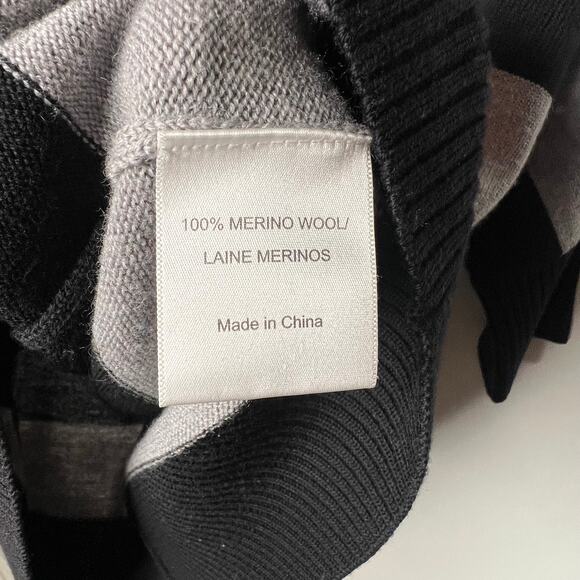 100% MERINO WOOL/
LAINE MERINOS
Made in China